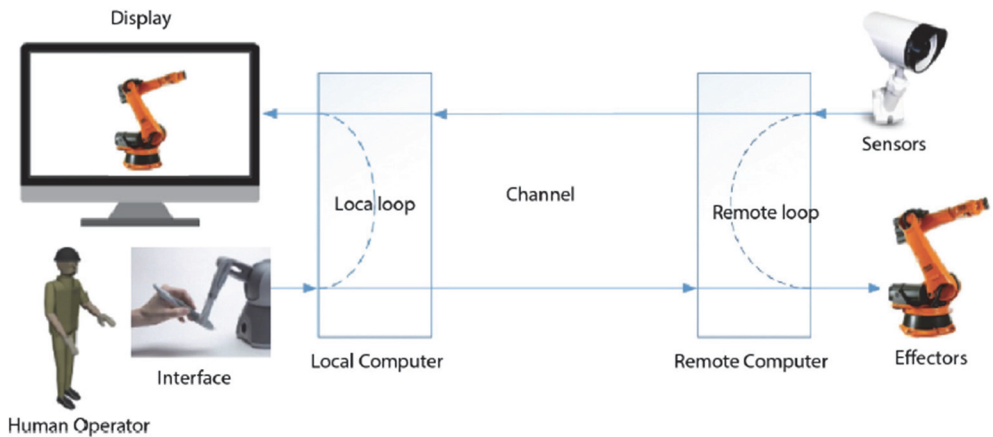 Display
Sensors
Loca loop
Channel
Remote loop
Local Computer
Remote Computer
Effectors
Interface
Human Operator